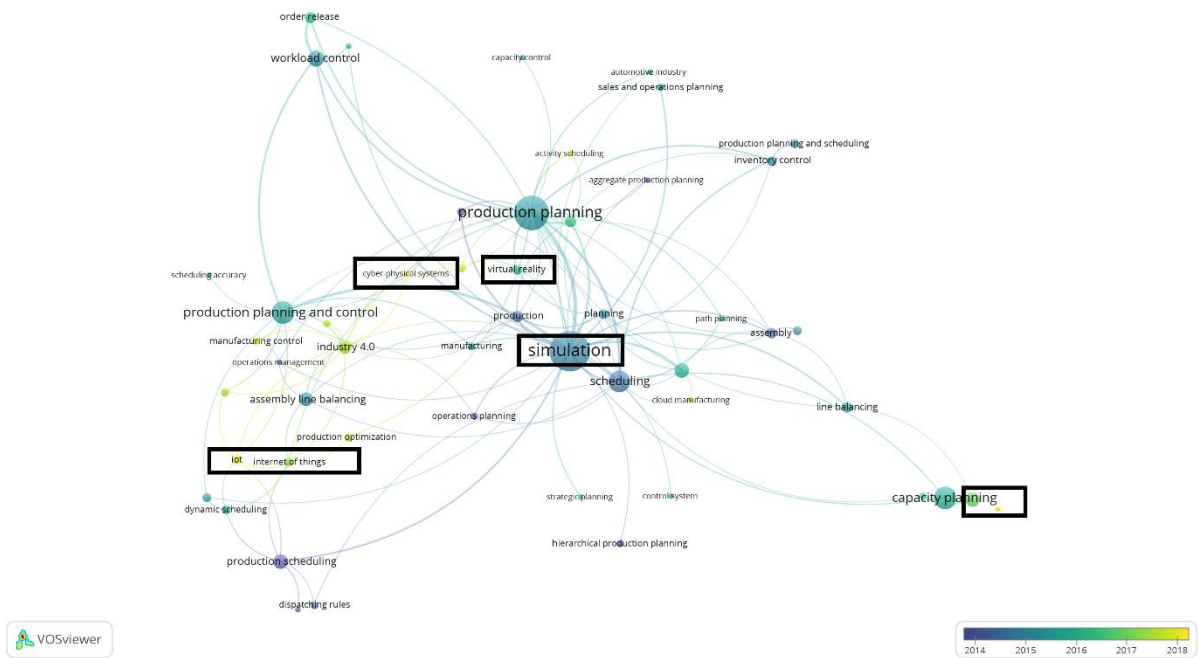 order release
workload control
capacity control
automotive industry
sales and operations planning
production planning and scheduling
inventory control
activity scheduling
aggregate production planning
production planning
cyber-physical systems
virtual reality
scheduling accuracy
production planning and control
production
planning
path planning
assembly
manufacturing control
industry 4.0
manufacturing
simulation
operations management
scheduling
assembly line balancing
cloud manufacturing
line balancing
operations planning
production optimization
iot
internet of things
strategic planning
control system
capacity planning
dynamic scheduling
hierarchical production planning
production scheduling
dispatching rules
VOSviewer
2014 2015 2016 2017 2018